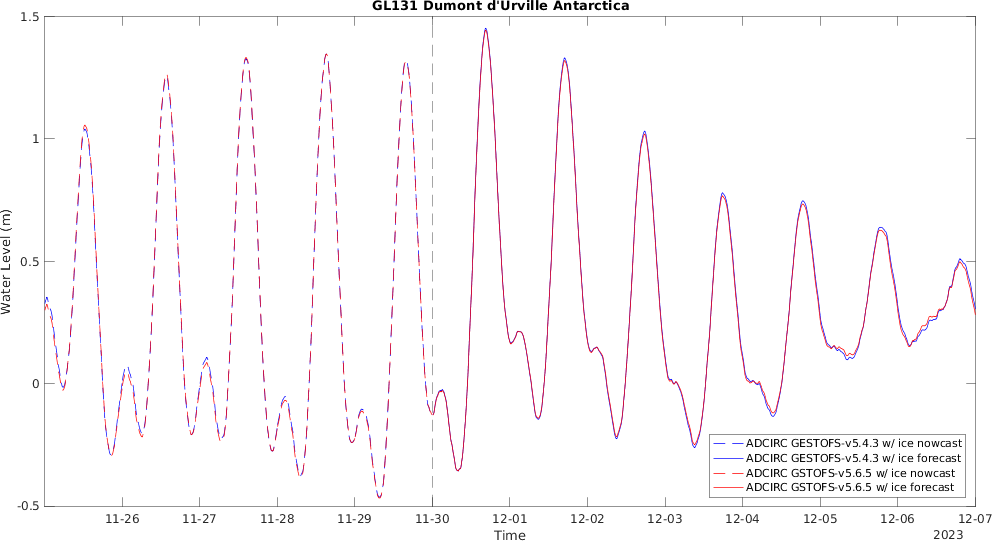 GL131 Dumont d'Urville Antarctica
1.5
1
0.5
0
-0.5
Water Level (m)
11-26
11-27
11-28
11-29
11-30
12-01
12-02
12-03
12-04
12-05
12-06
12-07
Time
2023
ADCIRC GESTOFS-v5.4.3 w/ ice nowcast
ADCIRC GESTOFS-v5.4.3 w/ ice forecast
ADCIRC GSTOFS-v5.6.5 w/ ice nowcast
ADCIRC GSTOFS-v5.6.5 w/ ice forecast